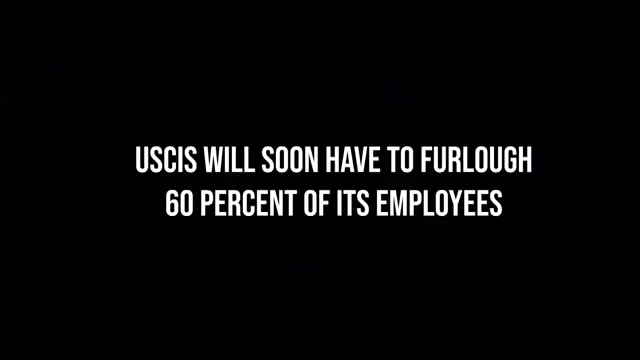 USCIS WILL SOON HAVE TO FURLOUGH
60 PERCENT OF ITS EMPLOYEES